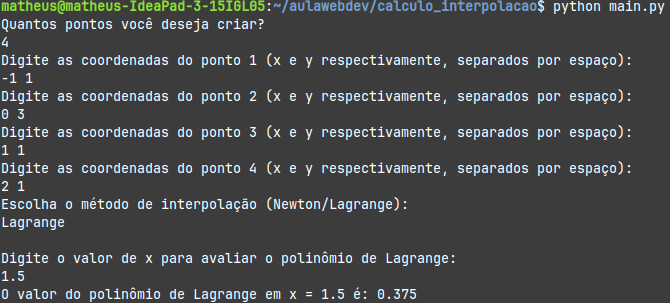 matheus@matheus-IdeaPad-3-15IGL05:~/aulawebdev/calculo_interpolacao$ python main.py
Quantos pontos você deseja criar?
4
Digite as coordenadas do ponto 1 (x e y respectivamente, separados por espaço):
-1 1
Digite as coordenadas do ponto 2 (x e y respectivamente, separados por espaço):
0 3
Digite as coordenadas do ponto 3 (x e y respectivamente, separados por espaço):
1 1
Digite as coordenadas do ponto 4 (x e y respectivamente, separados por espaço):
2 1
Escolha o método de interpolação (Newton/Lagrange):
Lagrange
Digite o valor de x para avaliar o polinômio de Lagrange:
1.5
O valor do polinômio de Lagrange em x = 1.5 é: 0.375